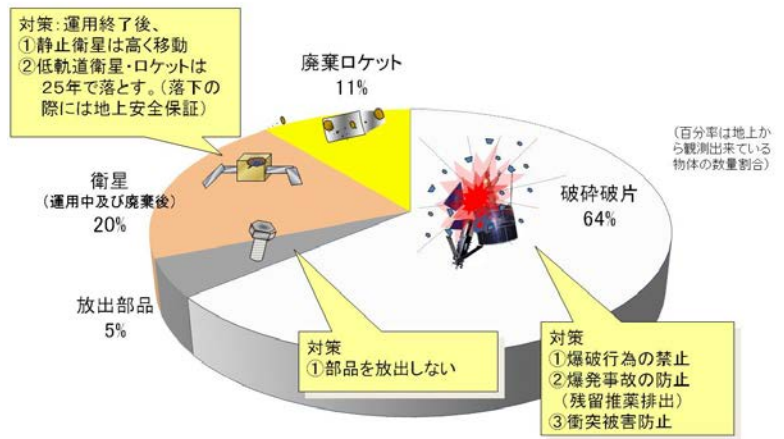 対策：運用終了後、
①静止衛星は高く移動
②低軌道衛星・ロケットは
25年で落とす。（落下の
際には地上安全保証）
廃棄ロケット
11%
（百分率は地上か
ら観測出来ている
物体の数量割合）
衛星
（運用中及び廃棄後）
20%
破砕破片
64%
放出部品
5%
対策
①部品を放出しない
対策
①爆破行為の禁止
②爆発事故の防止
（残留推薬排出）
③衝突被害防止